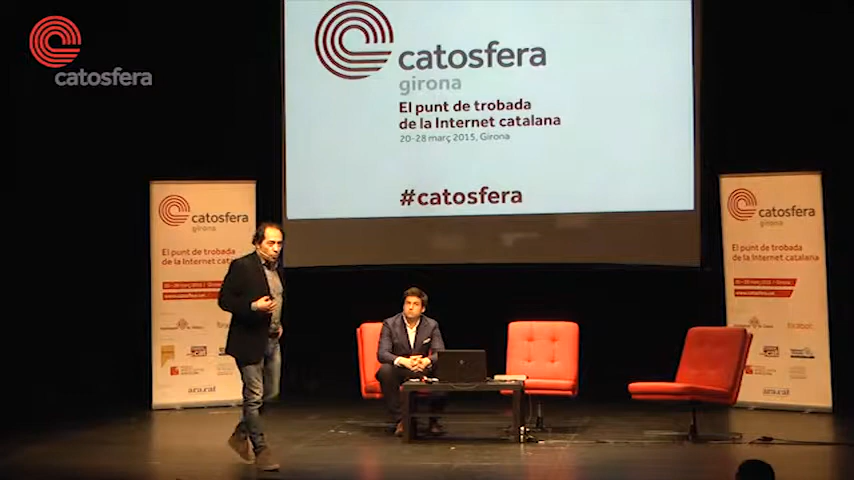 catosfera
catosfera
girona
El punt de trobada
de la Internet catalana
20-28 març 2015, Girona
#catosfera
catosfera
girona
El punt de trobada
de la Internet catalana
ara.cat
catosfera
girona
El punt de trobada
de la Internet catalana
ara.cat